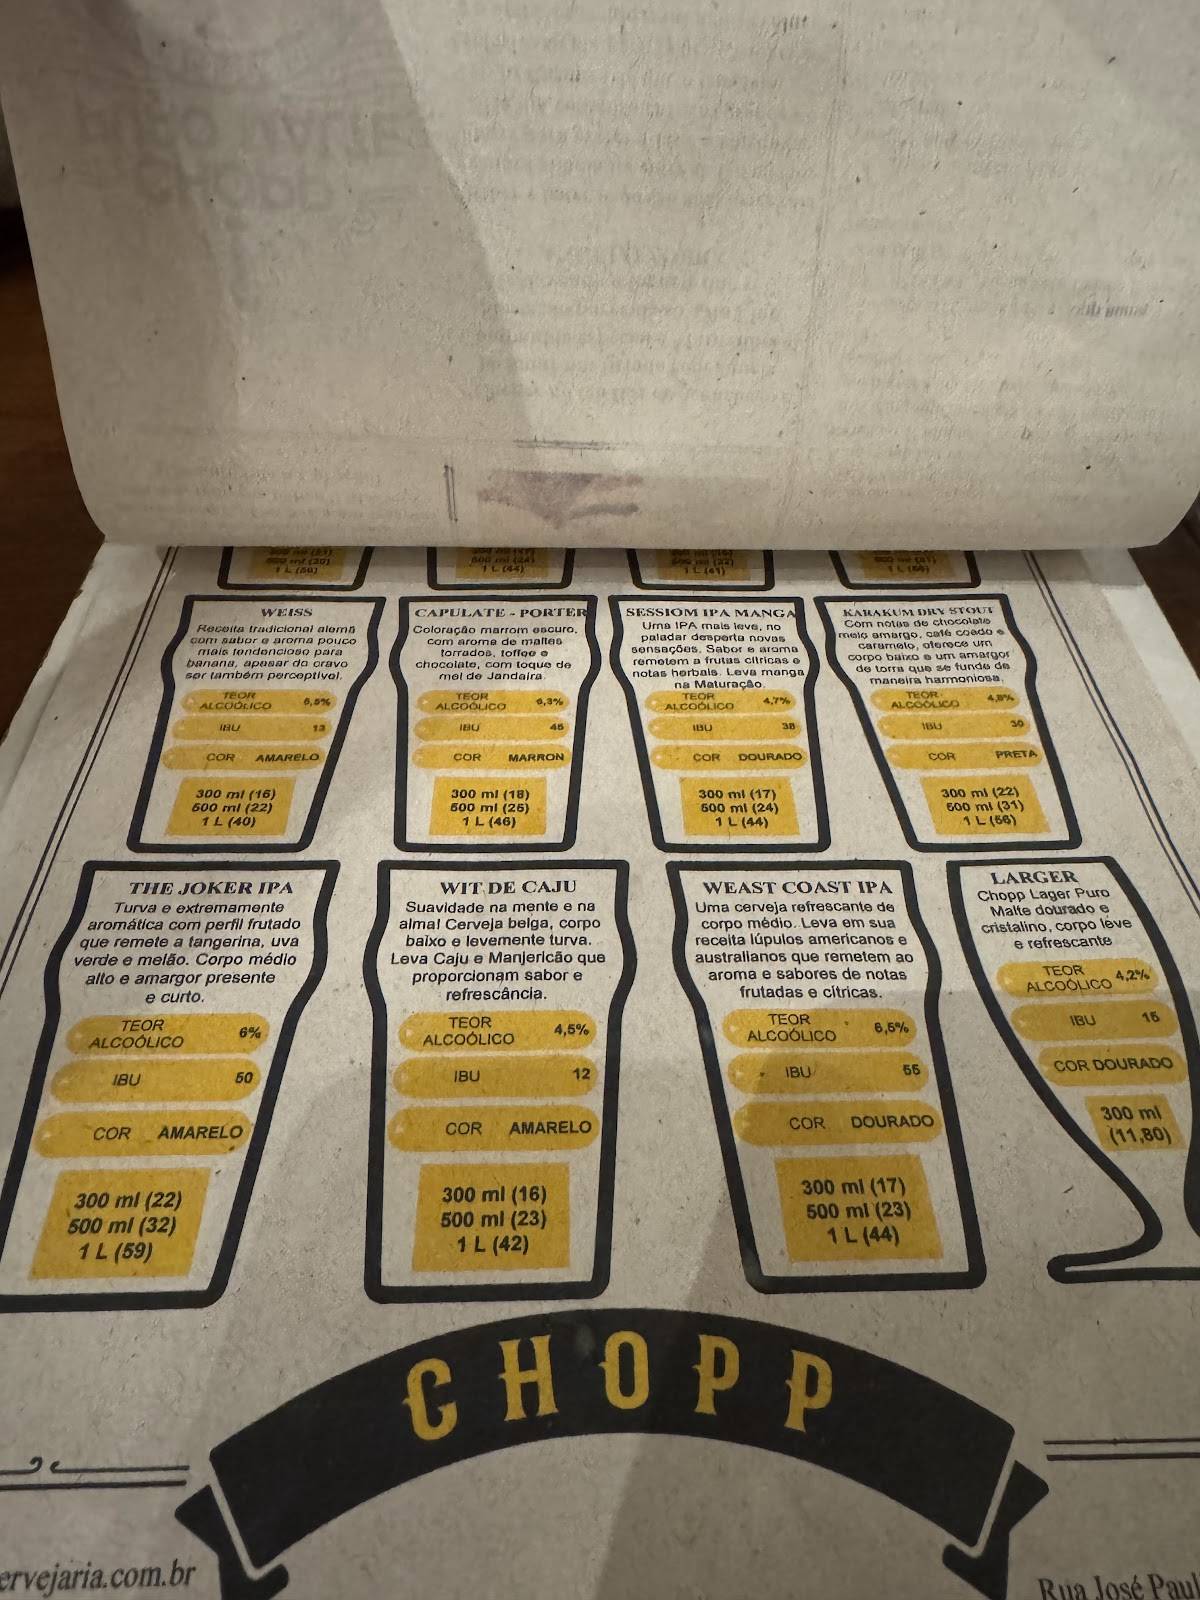 1 L (44)
1 L (41)
WEISS
Receita tradicional alemã
com sabor e aroma pouco
mais tendencioso para
banana, apesar do cravo
ser também perceptível.
TEOR
ALCOÓLICO 6,5%
IBU 13
COR AMARELO
300 ml (16)
500 ml (22)
1 L (40)
CAPULATE - PORTER
Coloração marrom escuro,
com aroma de maltes
torrados, toffee e
chocolate, com toque de
mel de Jandaíra.
TEOR
ALCOÓLICO 6,3%
IBU 45
COR MARRON
300 ml (18)
500 ml (25)
1 L (46)
SESSIOM IPA MANGA
Uma IPA mais leve, no
paladar desperta novas
sensações, Sabor e aroma
remetem a frutas cítricas e
notas herbais. Leva manga
na Maturação.
TEOR
ALCOÓLICO 4,7%
IBU 38
COR DOURADO
300 ml (17)
500 ml (24)
1 L (44)
KARAKUM DRY STOUT
Com notas de chocolate
meio amargo, café coado e
caramelo, oferece um
corpo baixo e um amargor
de torra que se funde de
maneira harmoniosa.
TEOR
ALCOÓLICO 4,8%
IBU 30
COR PRETA
300 ml (22)
500 ml (31)
1 L (56)
THE JOKER IPA
Turva e extremamente
aromática com perfil frutado
que remete a tangerina, uva
verde e melão. Corpo médio
alto e amargor presente
e curto.
TEOR
ALCOÓLICO 6%
IBU 50
COR AMARELO
300 ml (22)
500 ml (32)
1 L (59)
WIT DE CAJU
Suavidade na mente e na
alma! Cerveja belga, corpo
baixo e levemente turva.
Leva Caju e Manjericão que
proporcionam sabor e
refrescância.
TEOR
ALCOÓLICO 4,5%
IBU 12
COR AMARELO
300 ml (16)
500 ml (23)
1 L (42)
WEAST COAST IPA
Uma cerveja refrescante de
corpo médio. Leva em sua
receita lúpulos americanos e
australianos que remetem ao
aroma e sabores de notas
frutadas e cítricas.
TEOR
ALCOÓLICO 6,5%
IBU 55
COR DOURADO
300 ml (17)
500 ml (23)
1 L (44)
LARGER
Chopp Lager Puro
Malte dourado e
cristalino, corpo leve
e refrescante
TEOR
ALCOÓLICO 4,2%
IBU 15
COR DOURADO
300 ml
(11,80)
CHOPP
ervejaria.com.br
Rua José Paul